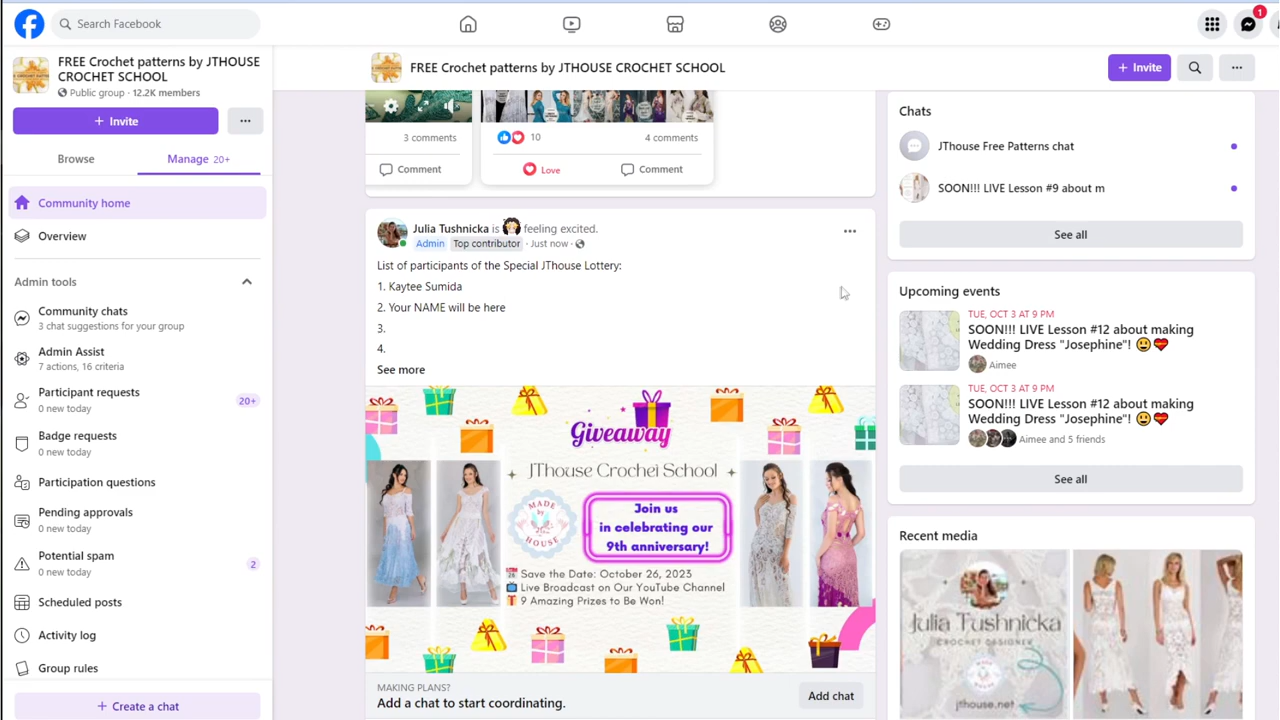 Search Facebook
1
FREE Crochet patterns by JTHOUSE
CROCHET SCHOOL
Public group · 12.2K members
+ Invite
Browse
Manage 20+
Community home
Overview
Admin tools
Community chats
3 chat suggestions for your group
Admin Assist
7 actions, 16 criteria
Participant requests
0 new today
20+
Badge requests
0 new today
Participation questions
Pending approvals
0 new today
Potential spam
0 new today
2
Scheduled posts
Activity log
Group rules
+ Create a chat
FREE Crochet patterns by JTHOUSE CROCHET SCHOOL
+ Invite
3 comments
10
4 comments
Comment
Love
Comment
Julia Tushnicka is feeling excited.
Admin Top contributor · Just now ·
List of participants of the Special JThouse Lottery:
1. Kaytee Sumida
2. Your NAME will be here
3.
4.
See more
Giveaway
JThouse Crochet School
MADE
by
HOUSE
Join us
in celebrating our
9th anniversary!
Save the Date: October 26, 2023
Live Broadcast on Our YouTube Channel
9 Amazing Prizes to Be Won!
MAKING PLANS?
Add a chat to start coordinating.
Add chat
Chats
JThouse Free Patterns chat
SOON!!! LIVE Lesson #9 about m
See all
Upcoming events
TUE, OCT 3 AT 9 PM
SOON!!! LIVE Lesson #12 about making
Wedding Dress "Josephine"! 😃💝
Aimee
TUE, OCT 3 AT 9 PM
SOON!!! LIVE Lesson #12 about making
Wedding Dress "Josephine"! 😃💝
Aimee and 5 friends
See all
Recent media
Julia Tushnicka
CROCHET DESIGNER
jthouse.net